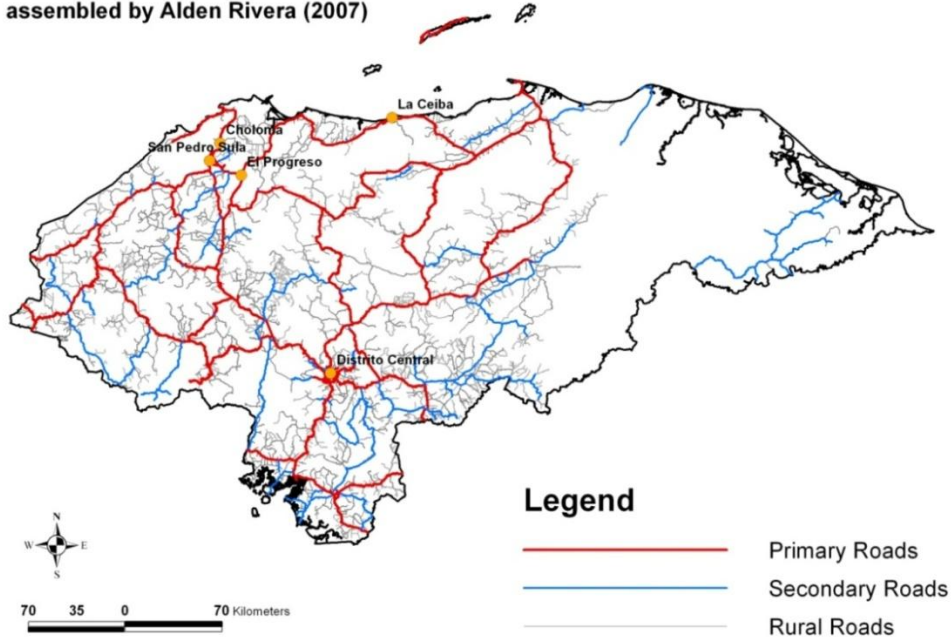 assembled by Alden Rivera (2007)
La Ceiba
Choloma
San Pedro Sula
El Progreso
Distrito Central
Legend
N
W E
S
Primary Roads
Secondary Roads
70 35 0 70 Kilometers
Rural Roads